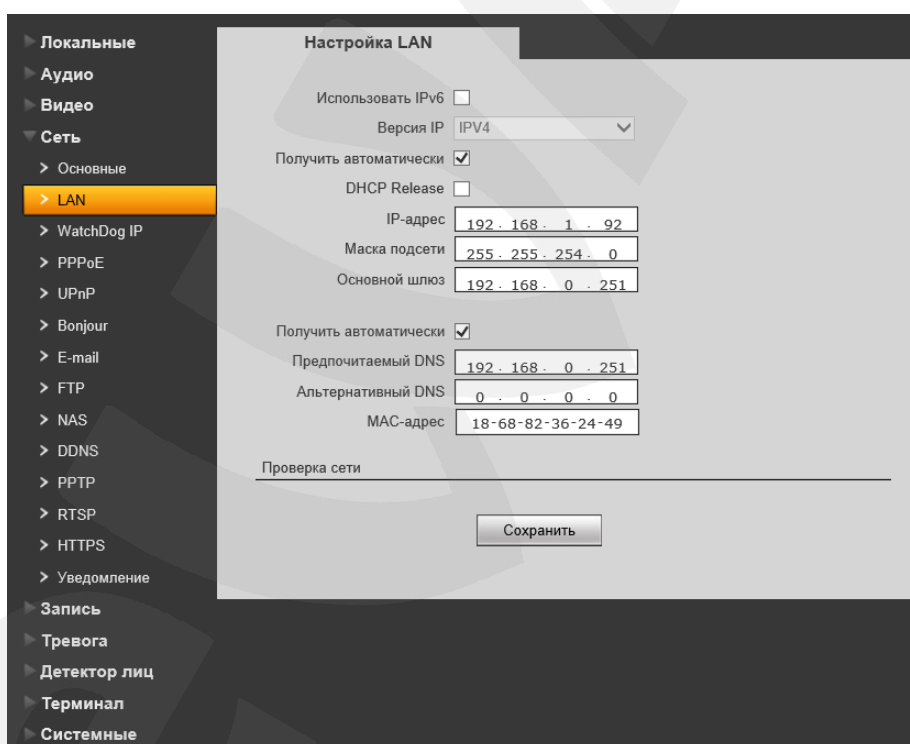 Локальные
Аудио
Видео
Сеть
Основные
LAN
WatchDog IP
PPPoE
UPnP
Bonjour
E-mail
FTP
NAS
DDNS
PPTP
RTSP
HTTPS
Уведомление
Запись
Тревога
Детектор лиц
Терминал
Системные
Настройка LAN
Использовать IPv6
Версия IP IPV4
Получить автоматически
DHCP Release
IP-адрес 192 . 168 . 1 . 92
Маска подсети 255 . 255 . 254 . 0
Основной шлюз 192 . 168 . 0 . 251
Получить автоматически
Предпочитаемый DNS 192 . 168 . 0 . 251
Альтернативный DNS 0 . 0 . 0 . 0
MAC-адрес 18-68-82-36-24-49
Проверка сети
Сохранить